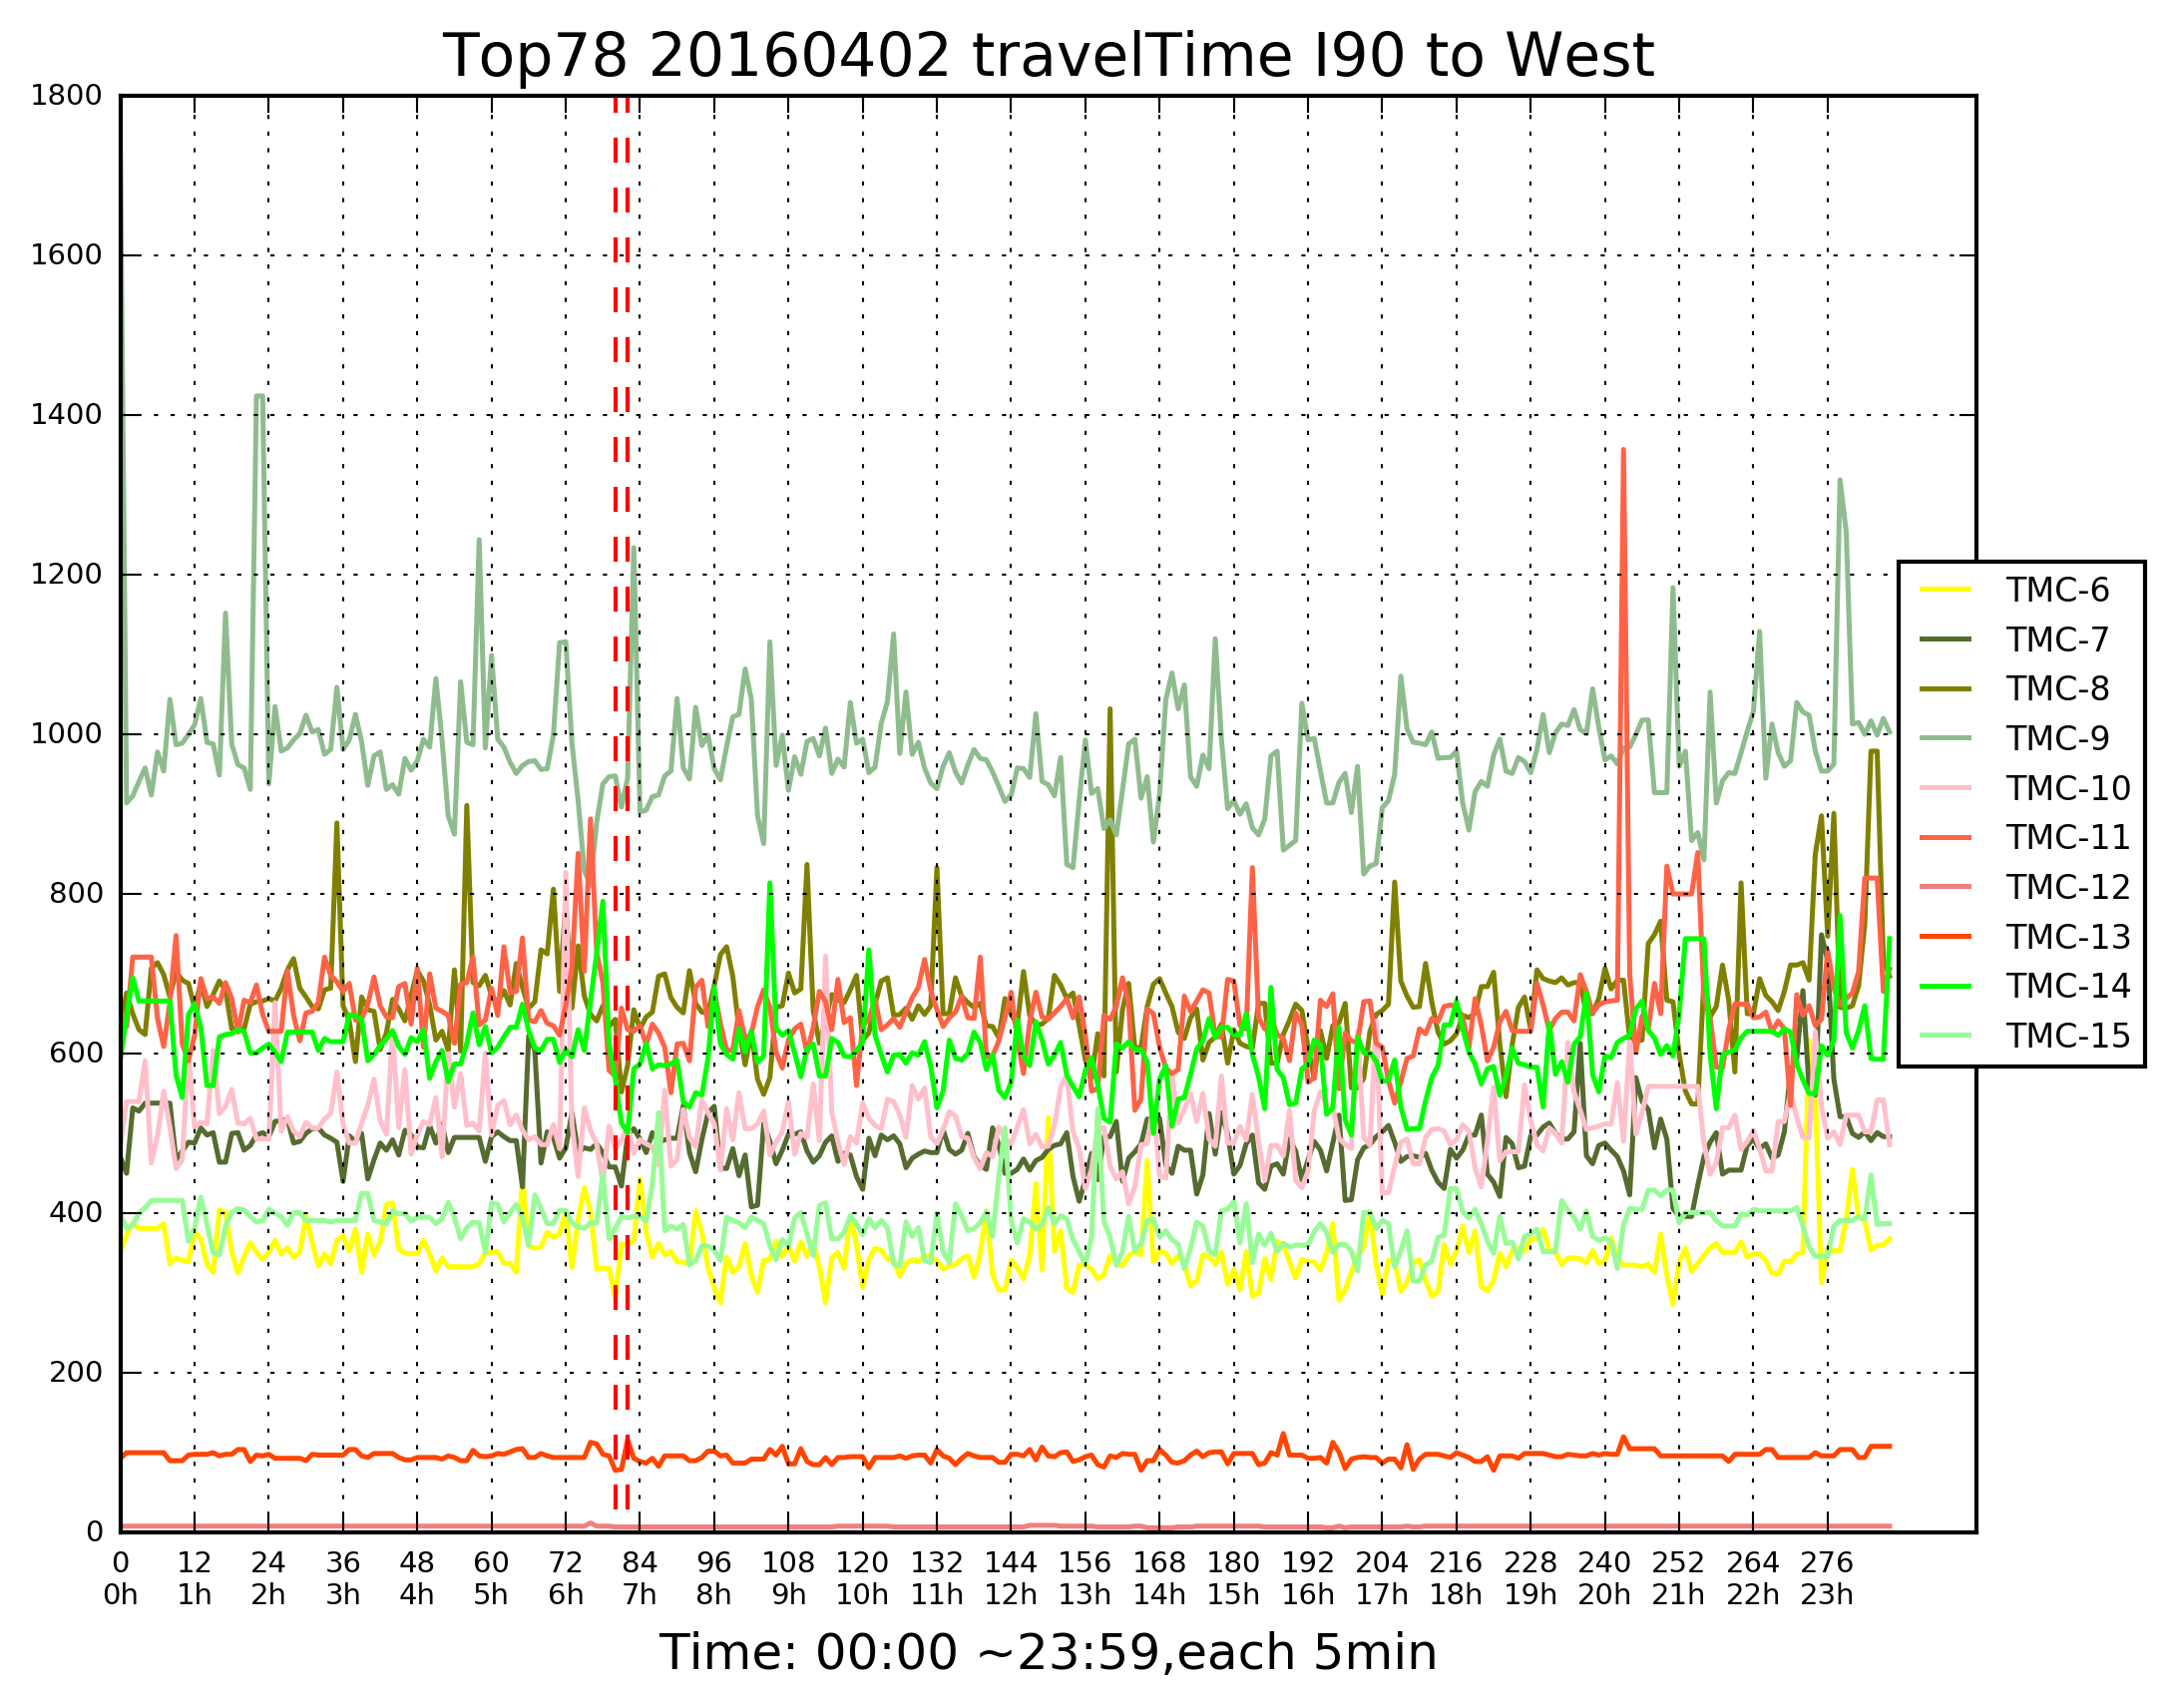 Top78 20160402 travelTime I90 to West
1800
1600
1400
1200
1000
800
600
400
200
0
TMC-6
TMC-7
TMC-8
TMC-9
TMC-10
TMC-11
TMC-12
TMC-13
TMC-14
TMC-15
0 12 24 36 48 60 72 84 96 108 120 132 144 156 168 180 192 204 216 228 240 252 264 276
0h 1h 2h 3h 4h 5h 6h 7h 8h 9h 10h 11h 12h 13h 14h 15h 16h 17h 18h 19h 20h 21h 22h 23h
Time: 00:00 ~23:59,each 5min